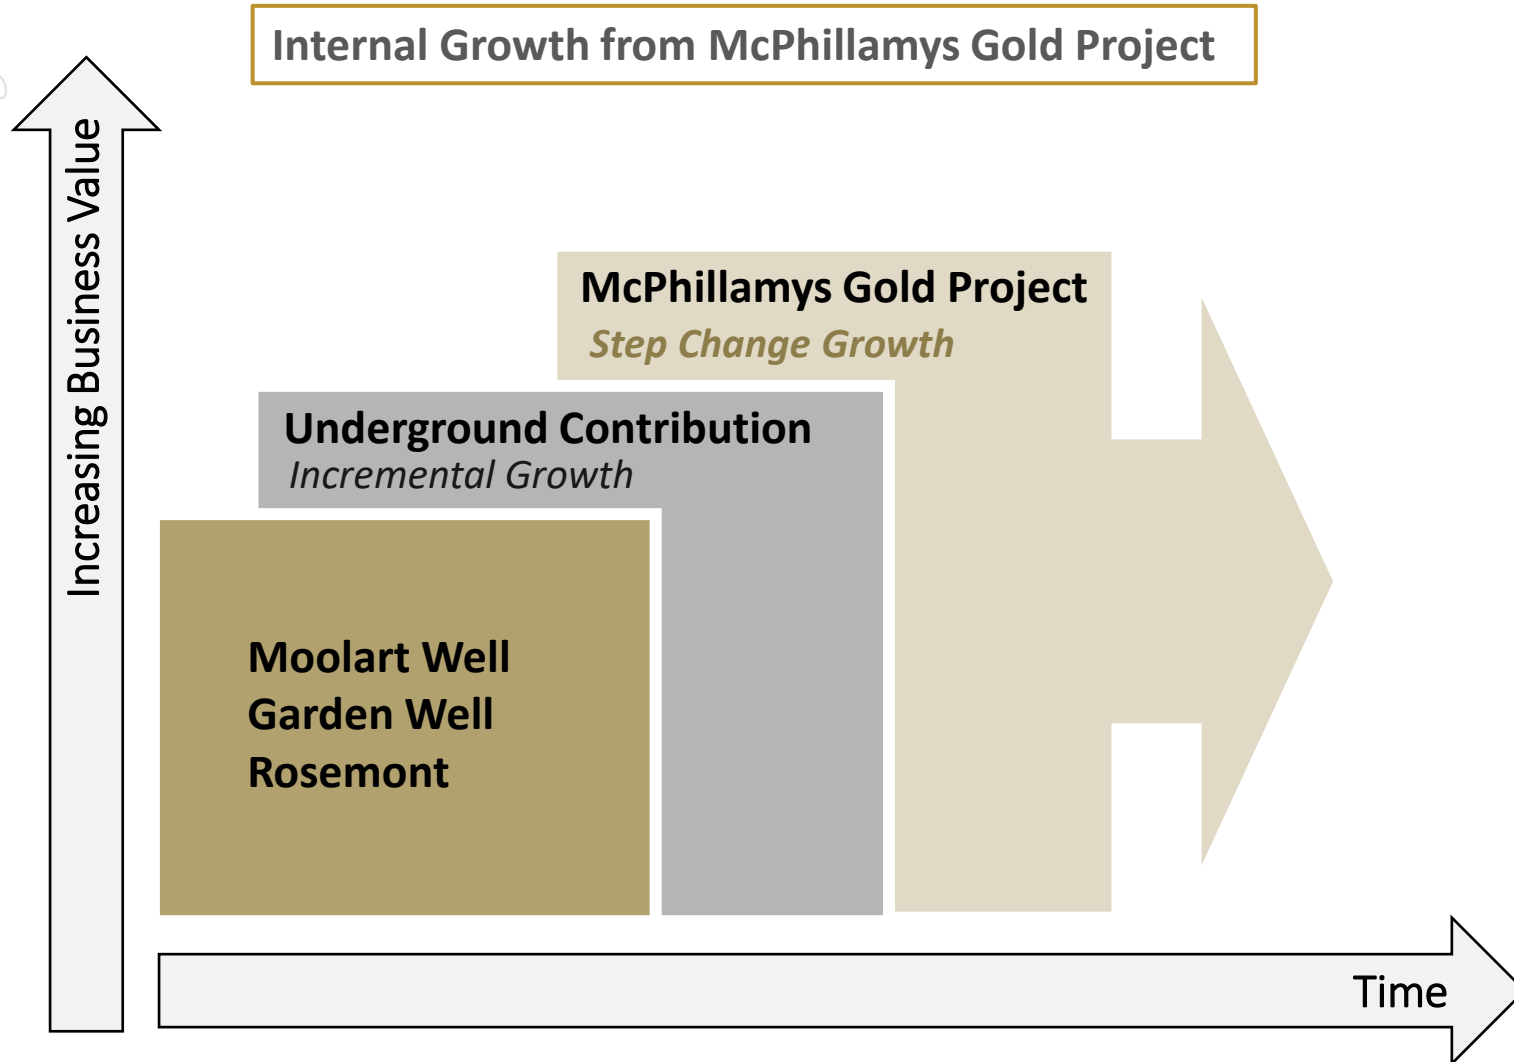 Internal Growth from McPhillamys Gold Project
Increasing Business Value
McPhillamys Gold Project
Step Change Growth
Underground Contribution
Incremental Growth
Moolart Well
Garden Well
Rosemont
Time